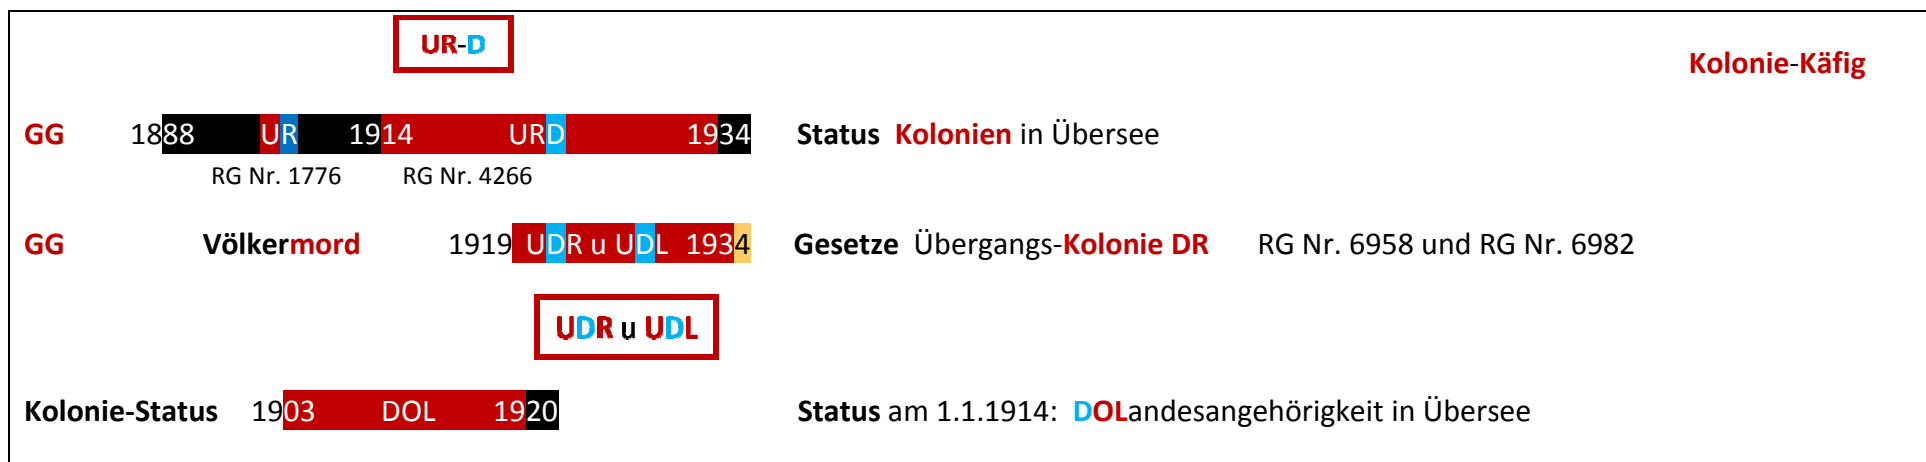 UR-D
Kolonie-Käfig
GG 1888 UR 1914 URD 1934 Status Kolonien in Übersee
RG Nr. 1776 RG Nr. 4266
GG Völkermord 1919 UDR u UDL 1934 Gesetze Übergangs-Kolonie DR RG Nr. 6958 und RG Nr. 6982
UDR u UDL
Kolonie-Status 1903 DOL 1920 Status am 1.1.1914: DOLandesangehörigkeit in Übersee